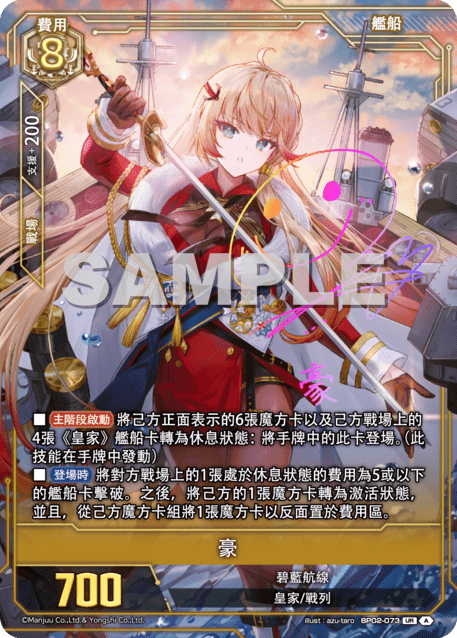 費用
8
艦船
支援+200
戰場
SAMPLE
豪
■ 主階段啟動 將己方正面表示的6張魔方卡以及己方戰場上的
4張《皇家》艦船卡轉為休息狀態：將手牌中的此卡登場。（此
技能在手牌中發動）
■ 登場時 將對方戰場上的1張處於休息狀態的費用為5或以下
的艦船卡擊破。之後，將己方的1張魔方卡轉為激活狀態，
並且，從己方魔方卡組將1張魔方卡以反面置於費用區。
豪
700
碧藍航線
皇家/戰列
©Manjuu Co.,Ltd.& Yongshi Co.,Ltd.
illust : azu-taro BP02-073 UR A